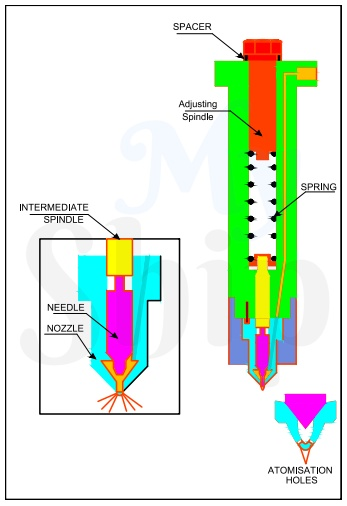 SPACER
Adjusting
Spindle
SPRING
INTERMEDIATE
SPINDLE
NEEDLE
NOZZLE
ATOMISATION
HOLES